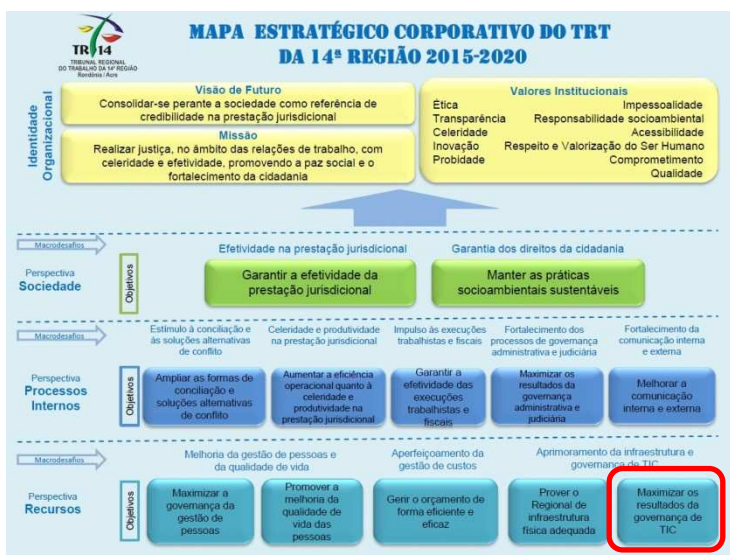 MAPA ESTRATÉGICO CORPORATIVO DO TRT
DA 14ª REGIÃO 2015-2020
TR 14
TRIBUNAL REGIONAL
DO TRABALHO DA 14ª REGIÃO
Rondônia / Acre
Identidade
Organizacional
Visão de Futuro
Consolidar-se perante a sociedade como referência de
credibilidade na prestação jurisdicional
Missão
Realizar justiça, no âmbito das relações de trabalho, com
celeridade e efetividade, promovendo a paz social e o
fortalecimento da cidadania
Valores Institucionais
Ética Impessoalidade
Transparência Responsabilidade socioambiental
Celeridade Acessibilidade
Inovação Respeito e Valorização do Ser Humano
Probidade Comprometimento
Qualidade
Macrodesafios
Efetividade na prestação jurisdicional
Garantia dos direitos da cidadania
Perspectiva
Sociedade
Objetivos
Garantir a efetividade da
prestação jurisdicional
Manter as práticas
socioambientais sustentáveis
Macrodesafios
Estímulo à conciliação e
às soluções alternativas
de conflito
Celeridade e produtividade
na prestação jurisdicional
Impulso às execuções
trabalhistas e fiscais
Fortalecimento dos
processos de governança
administrativa e judiciária
Fortalecimento da
comunicação interna
e externa
Perspectiva
Processos
Internos
Objetivos
Ampliar as formas de
conciliação e
soluções alternativas
de conflito
Aumentar a eficiência
operacional quanto à
celeridade e
produtividade na
prestação jurisdicional
Garantir a
efetividade das
execuções
trabalhistas e
fiscais
Maximizar os
resultados da
governança
administrativa e
judiciária
Melhorar a
comunicação
interna e externa
Macrodesafios
Melhoria da gestão de pessoas e
da qualidade de vida
Aperfeiçoamento da
gestão de custos
Aprimoramento da infraestrutura e
governança de TIC
Perspectiva
Recursos
Objetivos
Maximizar a
governança da
gestão de
pessoas
Promover a
melhoria da
qualidade de
vida das
pessoas
Gerir o orçamento de
forma eficiente e
eficaz
Prover o
Regional de
infraestrutura
física adequada
Maximizar os
resultados da
governança de
TIC